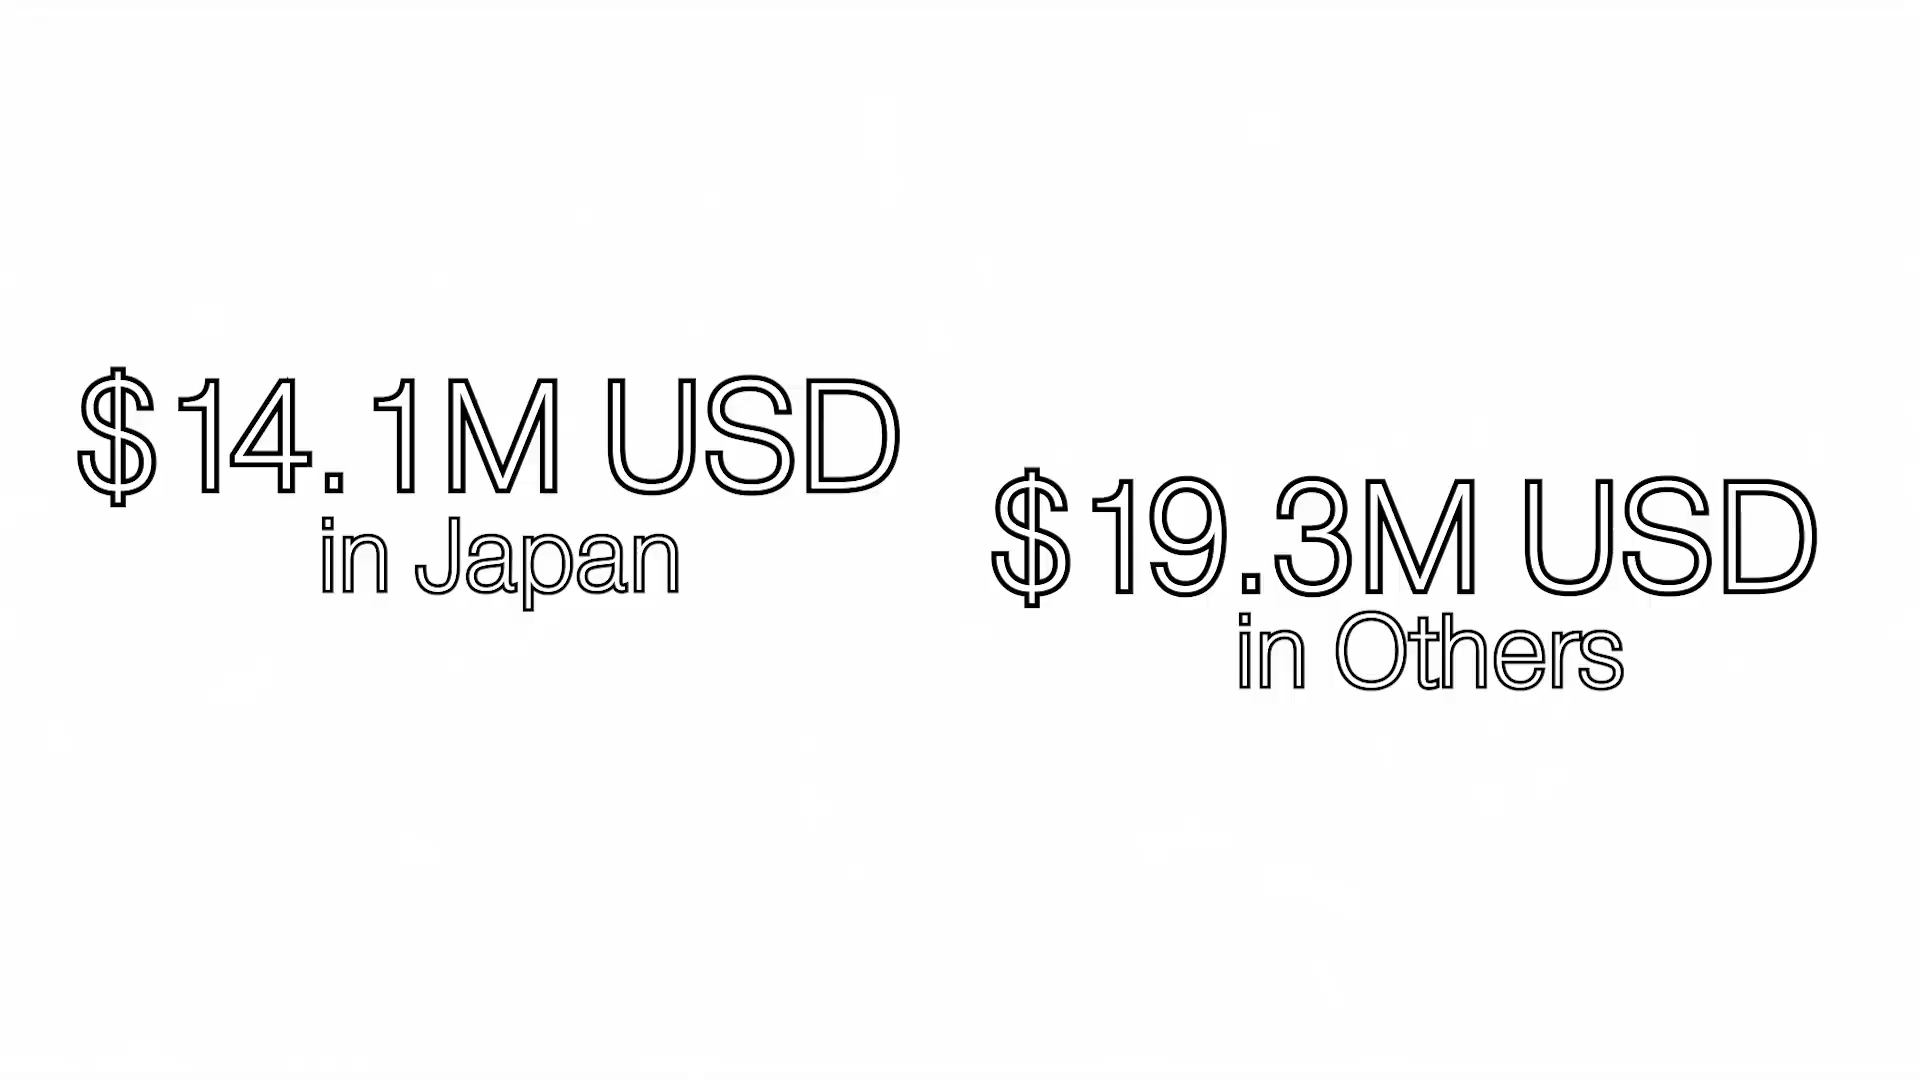 $14.1M USD
in Japan
$19.3M USD
in Others